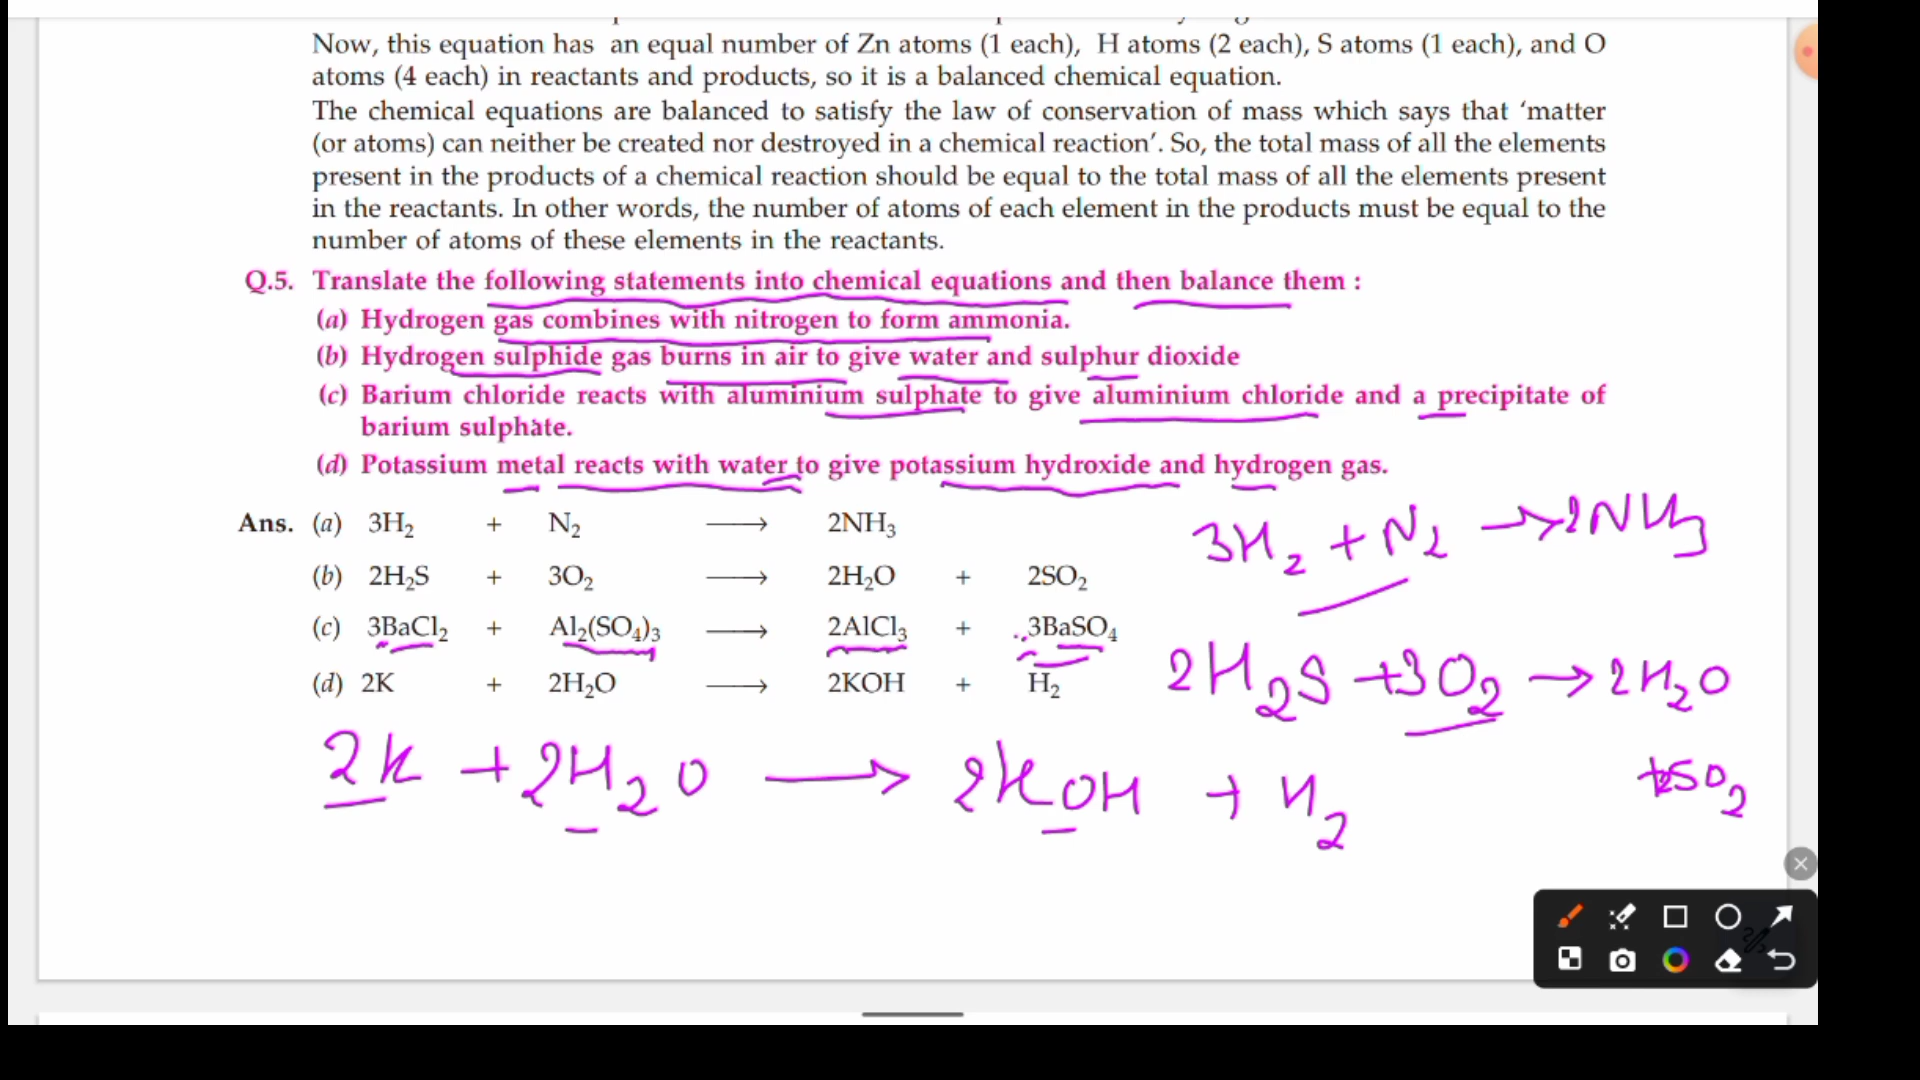 Now, this equation has an equal number of Zn atoms (1 each), H atoms (2 each), S atoms (1 each), and O
atoms (4 each) in reactants and products, so it is a balanced chemical equation.
The chemical equations are balanced to satisfy the law of conservation of mass which says that ‘matter
(or atoms) can neither be created nor destroyed in a chemical reaction’. So, the total mass of all the elements
present in the products of a chemical reaction should be equal to the total mass of all the elements present
in the reactants. In other words, the number of atoms of each element in the products must be equal to the
number of atoms of these elements in the reactants.
Q.5. Translate the following statements into chemical equations and then balance them :
(a) Hydrogen gas combines with nitrogen to form ammonia.
(b) Hydrogen sulphide gas burns in air to give water and sulphur dioxide
(c) Barium chloride reacts with aluminium sulphate to give aluminium chloride and a precipitate of
barium sulphate.
(d) Potassium metal reacts with water to give potassium hydroxide and hydrogen gas.
Ans. (a) 3H₂ + N₂ ⟶ 2NH₃
3H₂ + N₂ → 2NH₃
(b) 2H₂S + 3O₂ ⟶ 2H₂O + 2SO₂
(c) 3BaCl₂ + Al₂(SO₄)₃ ⟶ 2AlCl₃ + 3BaSO₄
(d) 2K + 2H₂O ⟶ 2KOH + H₂
2H₂S + 3O₂ → 2H₂O
+2SO₂
2K + 2H₂O ⟶ 2KOH + H₂